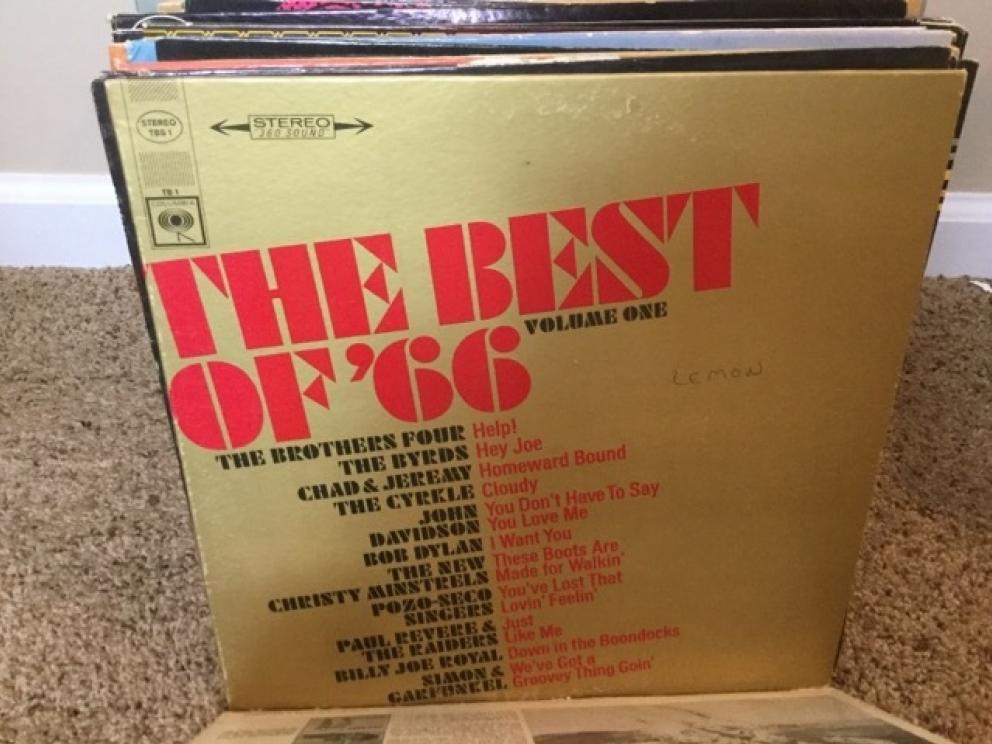 STEREO
TBS 1
STEREO
360 SOUND
TB 1
COLUMBIA
THE BEST
OF '66
VOLUME ONE
LEMON
THE BROTHERS FOUR Help!
THE BYRDS Hey Joe
CHAD & JEREMY Homeward Bound
THE CYRKLE Cloudy
JOHN You Don't Have To Say
DAVIDSON You Love Me
BOB DYLAN I Want You
THE NEW These Boots Are
CHRISTY MINSTRELS Made for Walkin'
POZO-SECO You've Lost That
SINGERS Lovin' Feelin'
PAUL REVERE & Just
THE RAIDERS Like Me
BILLY JOE ROYAL Down in the Boondocks
SIMON & We've Got a
GARFUNKEL Groovey Thing Goin'